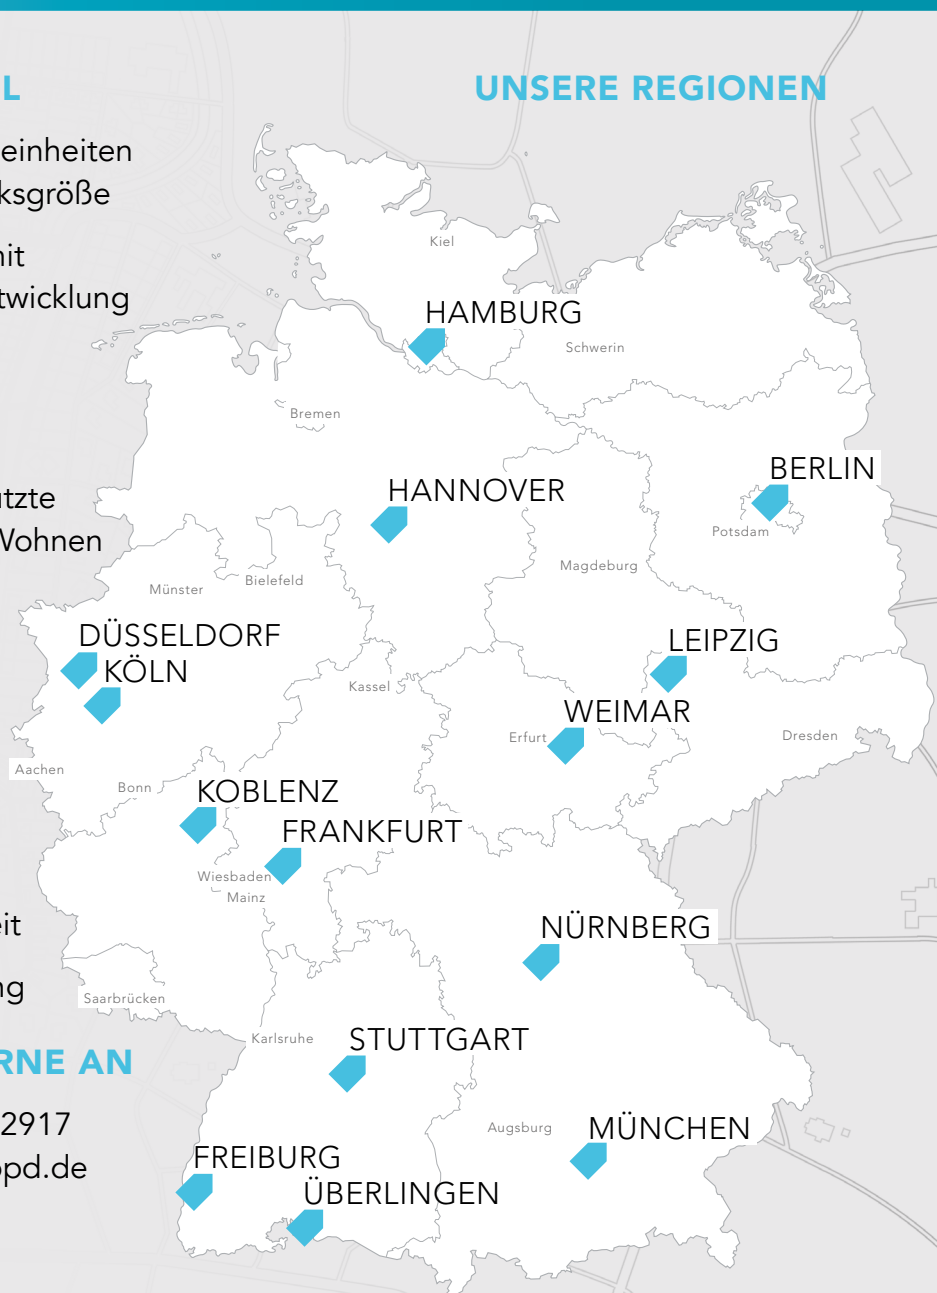 L
einheiten
ksgröße
nit
twicklung
utzte
Wohnen
eit
ng
RNE AN
2917
pd.de
UNSERE REGIONEN
Kiel
HAMBURG
Schwerin
Bremen
BERLIN
HANNOVER
Potsdam
Magdeburg
Bielefeld
Münster
DÜSSELDORF
LEIPZIG
KÖLN
Kassel
WEIMAR
Erfurt
Dresden
Aachen
Bonn
KOBLENZ
FRANKFURT
Wiesbaden
Mainz
NÜRNBERG
Saarbrücken
Karlsruhe
STUTTGART
Augsburg
MÜNCHEN
FREIBURG
ÜBERLINGEN